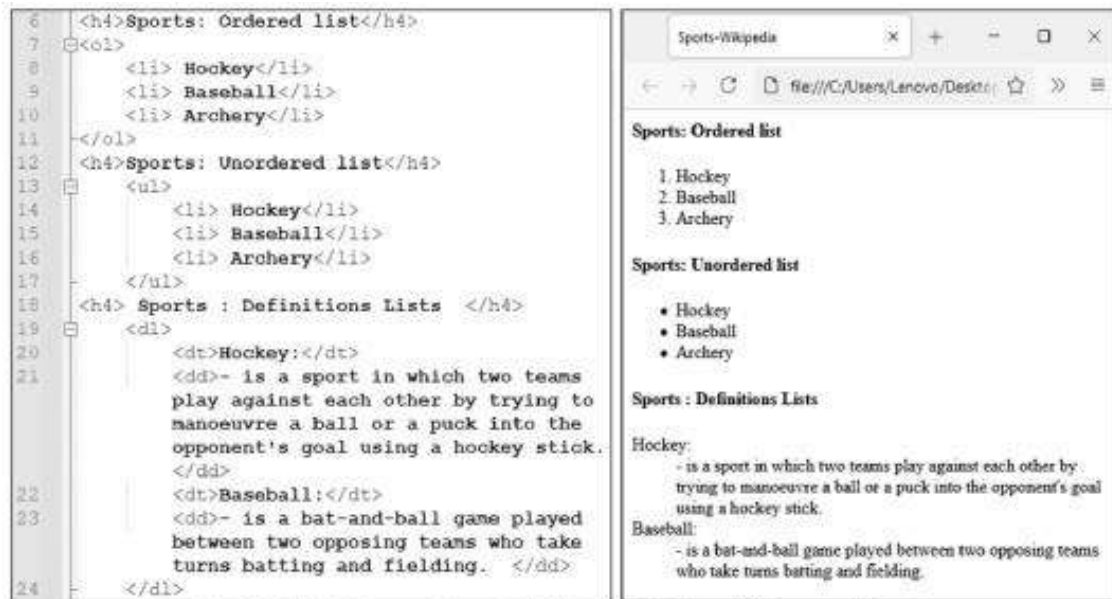 6 <h4>Sports: Ordered list</h4>
7 <ol>
8 <li> Hockey</li>
9 <li> Baseball</li>
10 <li> Archery</li>
11 </ol>
12 <h4>Sports: Unordered list</h4>
13 <ul>
14 <li> Hockey</li>
15 <li> Baseball</li>
16 <li> Archery</li>
17 </ul>
18 <h4> Sports : Definitions Lists </h4>
19 <dl>
20 <dt>Hockey:</dt>
21 <dd>- is a sport in which two teams
play against each other by trying to
manoeuvre a ball or a puck into the
opponent's goal using a hockey stick.
</dd>
22 <dt>Baseball:</dt>
23 <dd>- is a bat-and-ball game played
between two opposing teams who take
turns batting and fielding. </dd>
24 </dl>
Sports-Wikipedia
file:///C:/Users/Lenovo/Desktop
Sports: Ordered list
1. Hockey
2. Baseball
3. Archery
Sports: Unordered list
• Hockey
• Baseball
• Archery
Sports : Definitions Lists
Hockey:
- is a sport in which two teams play against each other by
trying to manoeuvre a ball or a puck into the opponent's goal
using a hockey stick.
Baseball:
- is a bat-and-ball game played between two opposing teams
who take turns batting and fielding.